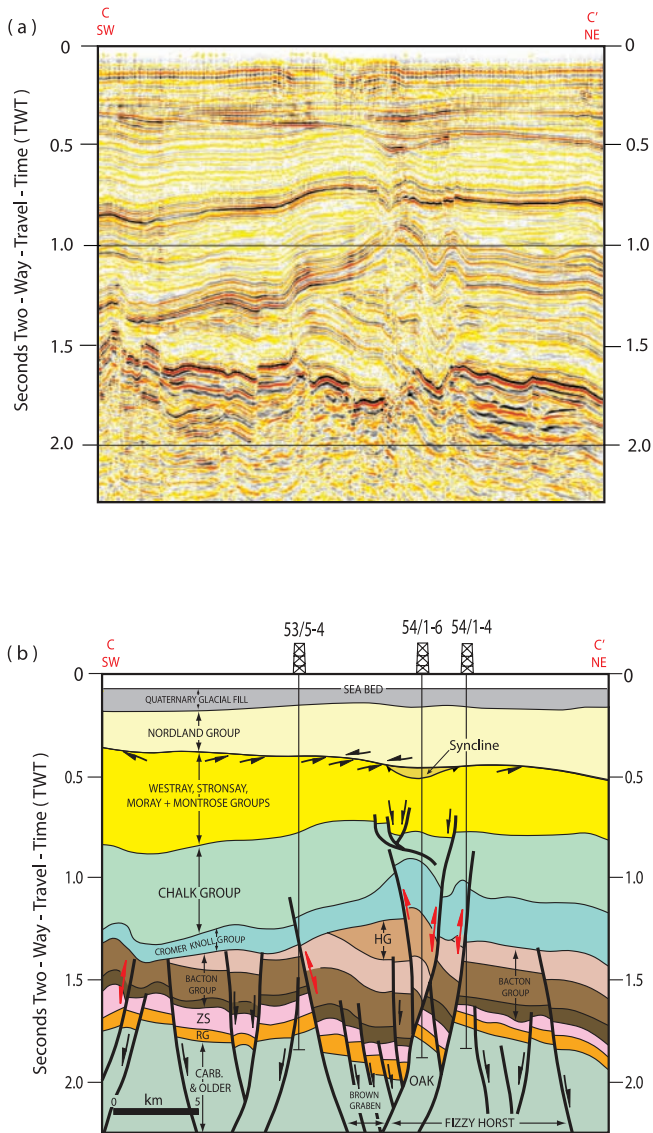 C
C'
(a)
SW
NE
0
0
0.5
0.5
1.0
1.0
1.5
1.5
2.0
2.0
Seconds Two - Way - Travel - Time (TWT)
53/5-4
54/1-6
54/1-4
C
C'
(b)
SW
NE
0
0
SEA BED
QUATERNARY GLACIAL FILL
NORDLAND GROUP
Syncline
0.5
0.5
WESTRAY, STRONSAY,
MORAY + MONTROSE GROUPS
1.0
1.0
CHALK GROUP
HG
CROMER KNOLL GROUP
BACTON
GROUP
BACTON
GROUP
1.5
1.5
ZS
RG
CARB.
& OLDER
OAK
2.0
2.0
0
km
5
BROWN
GRABEN
FIZZY HORST
Seconds Two - Way - Travel - Time (TWT)